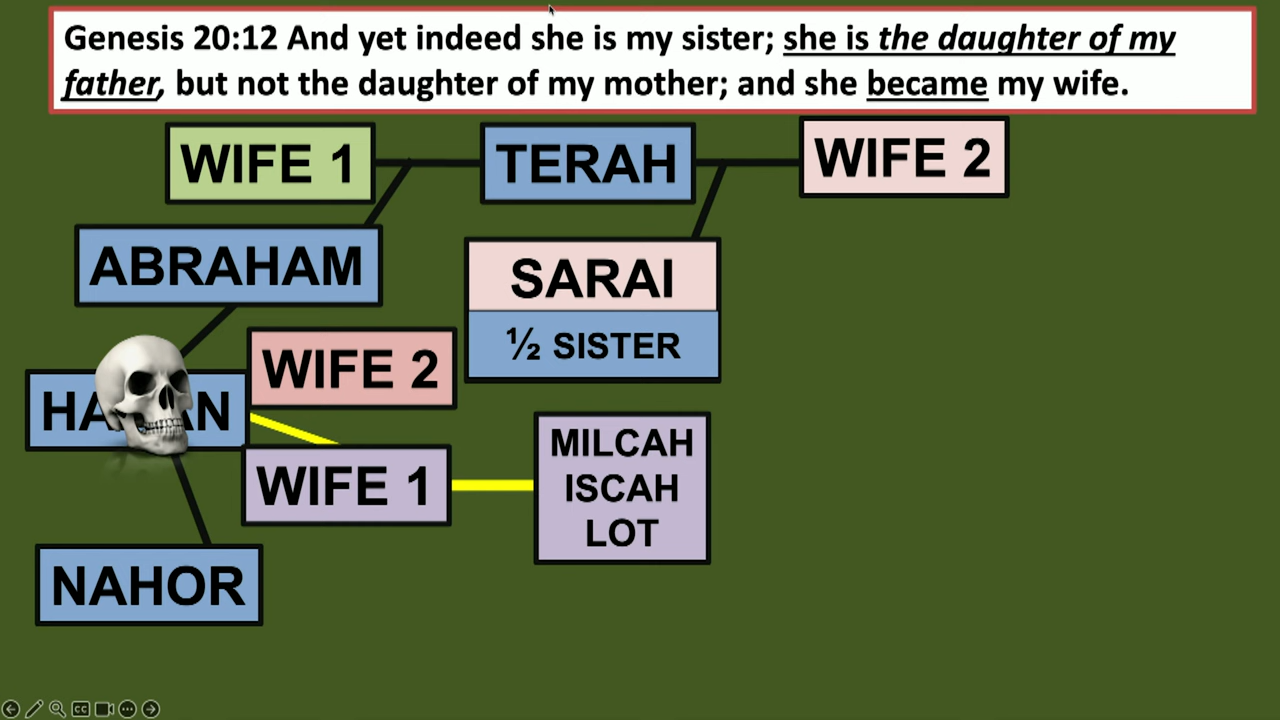 Genesis 20:12 And yet indeed she is my sister; she is the daughter of my
father, but not the daughter of my mother; and she became my wife.
WIFE 1
TERAH
WIFE 2
ABRAHAM
SARAI
½ SISTER
WIFE 2
WIFE 1
MILCAH
ISCAH
LOT
NAHOR
CC